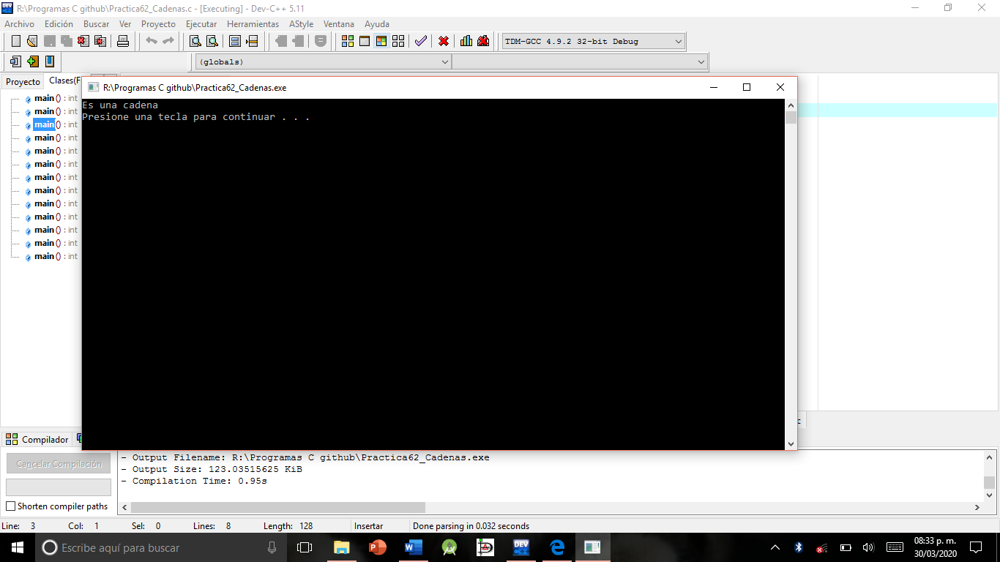 R:\Programas C github\Practica62_Cadenas.c - [Executing] - Dev-C++ 5.11
Archivo Edición Buscar Ver Proyecto Ejecutar Herramientas AStyle Ventana Ayuda
TDM-GCC 4.9.2 32-bit Debug
(globals)
Proyecto Clases(F
R:\Programas C github\Practica62_Cadenas.exe
Es una cadena
Presione una tecla para continuar . . .
main() : int
main() : int
main() : int
main() : int
main() : int
main() : int
main() : int
main() : int
main() : int
main() : int
main() : int
main() : int
main() : int
c
Compilador
Cancelar Compilación
Shorten compiler paths
- Output Filename: R:\Programas C github\Practica62_Cadenas.exe
- Output Size: 123.03515625 KiB
- Compilation Time: 0.95s
Line: 3 Col: 1 Sel: 0 Lines: 8 Length: 128 Insertar Done parsing in 0.032 seconds
Escribe aquí para buscar
DEV
08:33 p. m.
30/03/2020